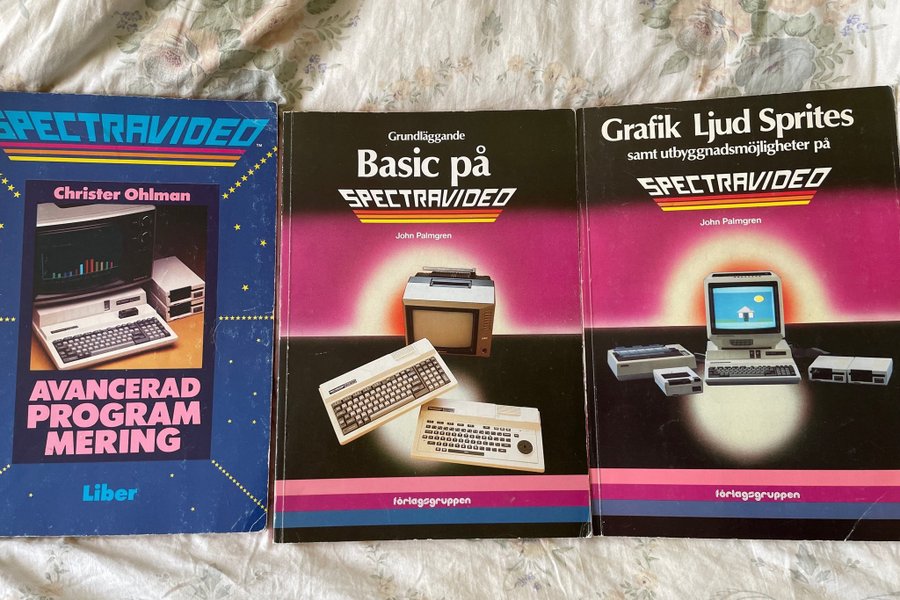 SPECTRAVIDEO™
Christer Ohlman
AVANCERAD
PROGRAM
MERING
Liber
Grundläggande
Basic på
SPECTRAVIDEO
John Palmgren
förlagsgruppen
Grafik Ljud Sprites
samt utbyggnadsmöjligheter på
SPECTRAVIDEO
John Palmgren
förlagsgruppen